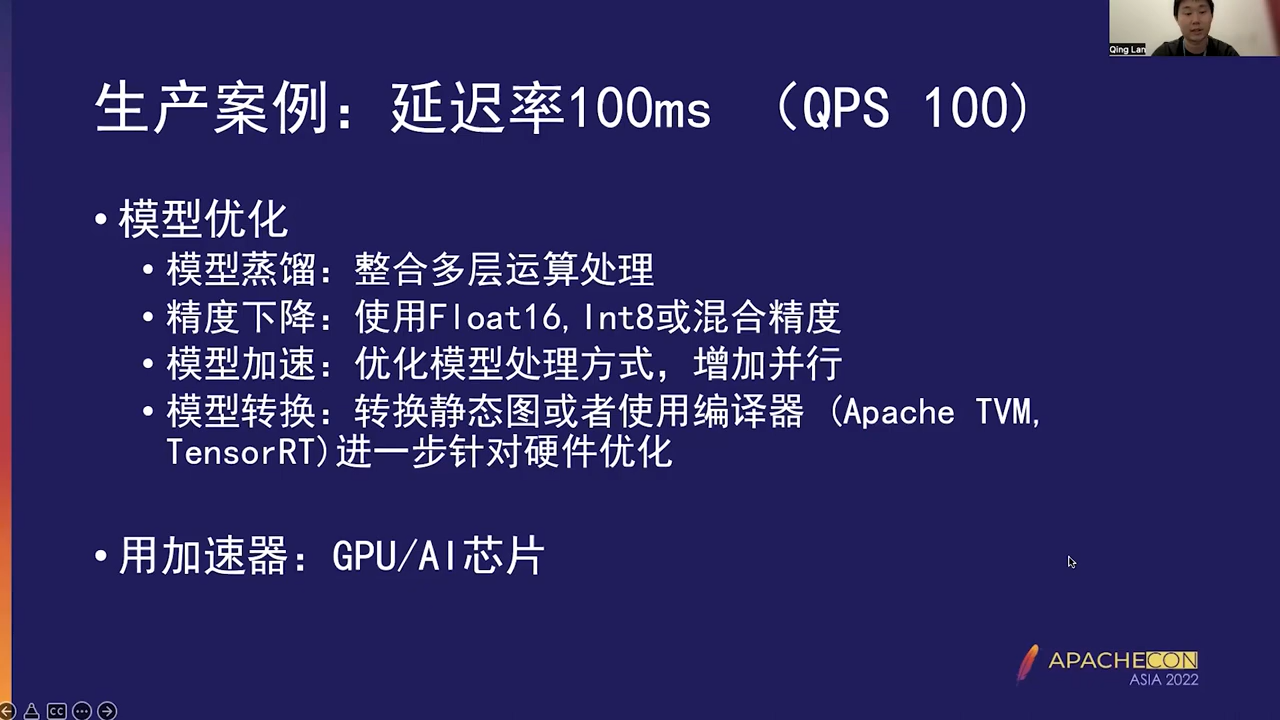 Qing Lan
生产案例：延迟率100ms （QPS 100）
• 模型优化
• 模型蒸馏：整合多层运算处理
• 精度下降：使用Float16,Int8或混合精度
• 模型加速：优化模型处理方式，增加并行
• 模型转换：转换静态图或者使用编译器 (Apache TVM,
TensorRT)进一步针对硬件优化
• 用加速器：GPU/AI芯片
APACHECON
ASIA 2022
CC